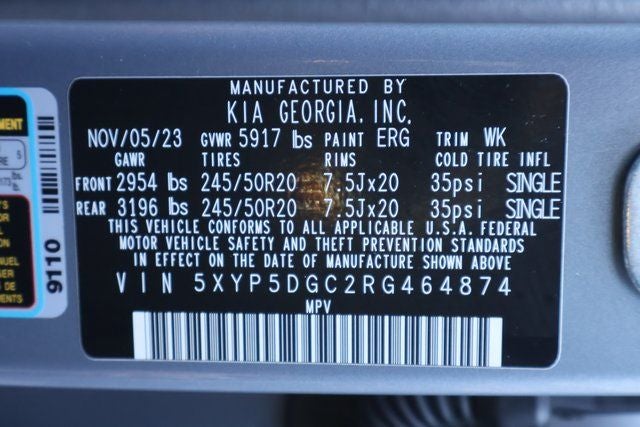 MANUFACTURED BY
KIA GEORGIA, INC,
NOV/05/23 GVWR 5917 lbs PAINT ERG TRIM WK
GAWR TIRES RIMS COLD TIRE INFL
FRONT 2954 lbs 245/50R20 7.5Jx20 35psi SINGLE
REAR 3196 lbs 245/50R20 7.5Jx20 35psi SINGLE
THIS VEHICLE CONFORMS TO ALL APPLICABLE U.S.A. FEDERAL
MOTOR VEHICLE SAFETY AND THEFT PREVENTION STANDARDS
IN EFFECT ON THE DATE OF MANUFACTURE SHOWN ABOVE
VIN 5XYP5DGC2RG464874
MPV
9110